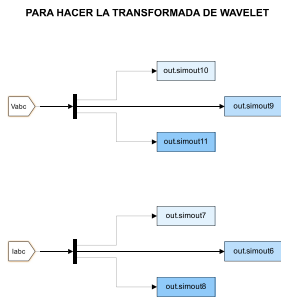 PARA HACER LA TRANSFORMADA DE WAVELET
out.simout10
Vabc
out.simout9
out.simout11
out.simout7
Iabc
out.simout6
out.simout8